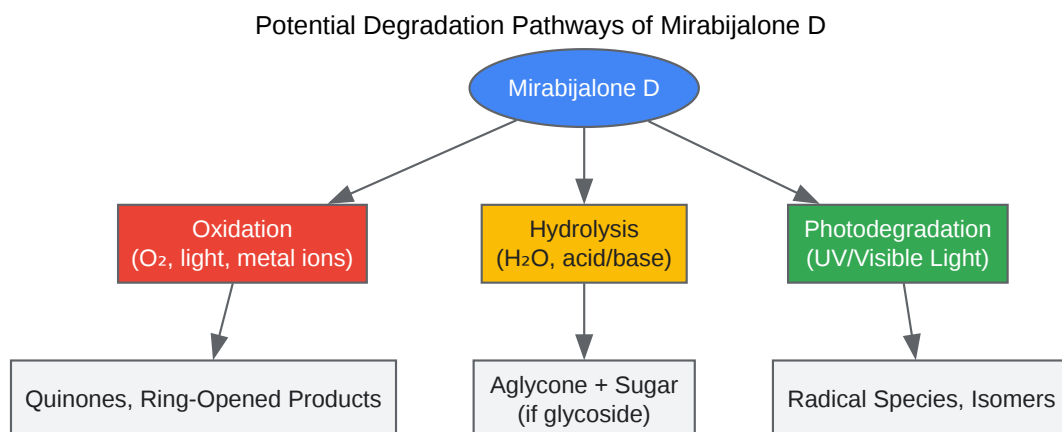 Potential Degradation Pathways of Mirabijalone D
Mirabijalone D
Oxidation
(O₂, light, metal ions)
Hydrolysis
(H₂O, acid/base)
Photodegradation
(UV/Visible Light)
Quinones, Ring-Opened Products
Aglycone + Sugar
(if glycoside)
Radical Species, Isomers